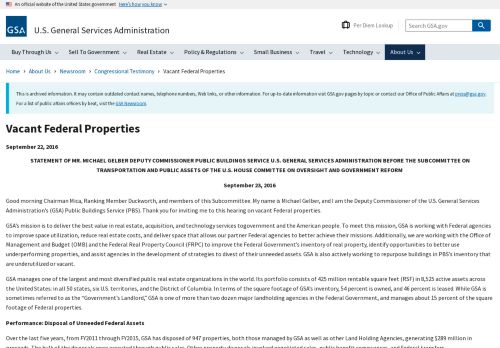 An official website of the United States government Here's how you know
GSA
U.S. General Services Administration
Per Diem Lookup
Search GSA.gov
Buy Through Us
Sell To Government
Real Estate
Policy & Regulations
Small Business
Travel
Technology
About Us
Home › About Us › Newsroom › Congressional Testimony › Vacant Federal Properties
This is archived information. It may contain outdated contact names, telephone numbers, Web links, or other information. For up-to-date information visit GSA.gov pages by topic or contact our Office of Public Affairs at press@gsa.gov.
For a list of public affairs officers by beat, visit the GSA Newsroom.
Vacant Federal Properties
September 22, 2016
STATEMENT OF MR. MICHAEL GELBER DEPUTY COMMISSIONER PUBLIC BUILDINGS SERVICE U.S. GENERAL SERVICES ADMINISTRATION BEFORE THE SUBCOMMITTEE ON
TRANSPORTATION AND PUBLIC ASSETS OF THE U.S. HOUSE COMMITTEE ON OVERSIGHT AND GOVERNMENT REFORM
September 23, 2016
Good morning Chairman Mica, Ranking Member Duckworth, and members of this Subcommittee. My name is Michael Gelber, and I am the Deputy Commissioner of the U.S. General Services
Administration's (GSA) Public Buildings Service (PBS). Thank you for inviting me to this hearing on vacant Federal properties.
GSA's mission is to deliver the best value in real estate, acquisition, and technology services togovernment and the American people. To meet this mission, GSA is working with Federal agencies
to improve space utilization, reduce real estate costs, and deliver space that allows our partner Federal agencies to better achieve their missions. Additionally, we are working with the Office of
Management and Budget (OMB) and the Federal Real Property Council (FRPC) to improve the Federal Government's inventory of real property, identify opportunities to better use
underperforming properties, and assist agencies in the development of strategies to divest of their unneeded assets. GSA is also actively working to repurpose buildings in PBS's inventory that
are underutilized or vacant.
GSA manages one of the largest and most diversified public real estate organizations in the world. Its portfolio consists of 425 million rentable square feet (RSF) in 8,525 active assets
across the United States: in all 50 states, six U.S. territories, and the District of Columbia. In terms of the square footage of GSA's inventory, 54 percent is owned, and 46 percent is leased. While GSA is
sometimes referred to as the “Government's Landlord,” GSA is one of more than two dozen major landholding agencies in the Federal Government, and manages about 15 percent of the square
footage of Federal properties.
Performance: Disposal of Unneeded Federal Assets
Over the last five years, from FY2011 through FY2015, GSA has disposed of 947 properties, both those managed by GSA as well as other Land Holding Agencies, generating $289 million in